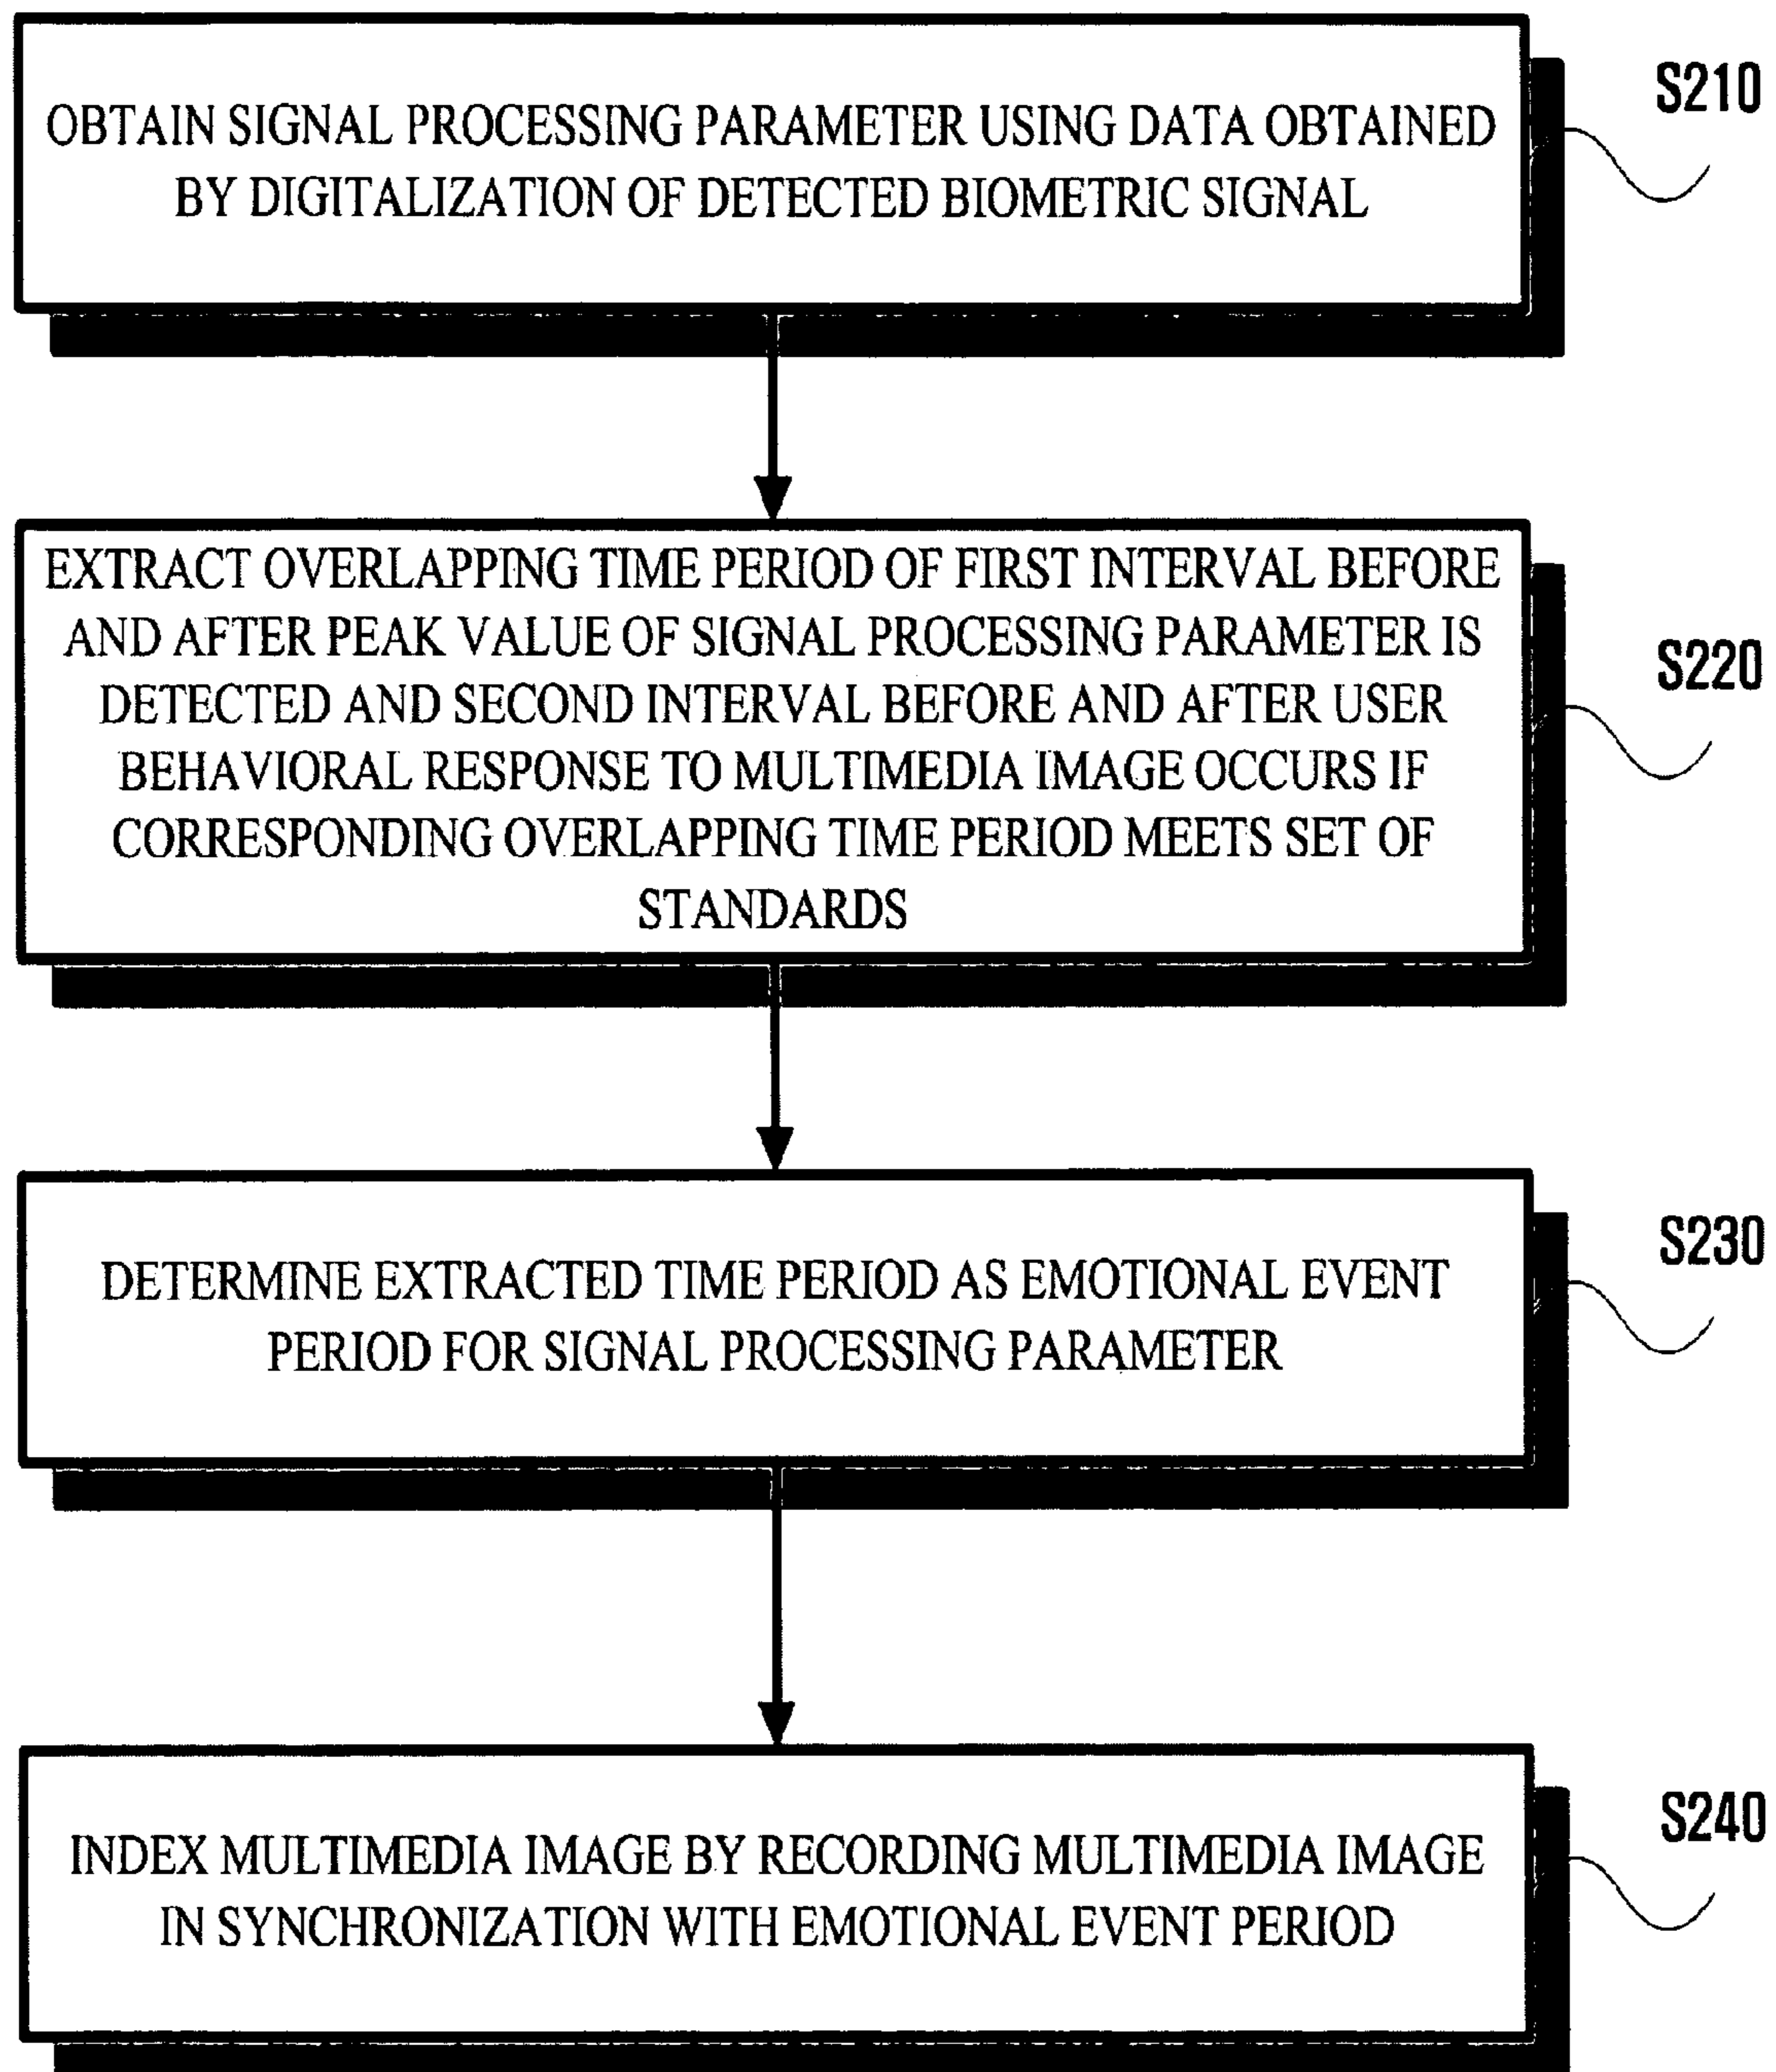 OBTAIN SIGNAL PROCESSING PARAMETER USING DATA OBTAINED
BY DIGITALIZATION OF DETECTED BIOMETRIC SIGNAL
S210
EXTRACT OVERLAPPING TIME PERIOD OF FIRST INTERVAL BEFORE
AND AFTER PEAK VALUE OF SIGNAL PROCESSING PARAMETER IS
DETECTED AND SECOND INTERVAL BEFORE AND AFTER USER
BEHAVIORAL RESPONSE TO MULTIMEDIA IMAGE OCCURS IF
CORRESPONDING OVERLAPPING TIME PERIOD MEETS SET OF
STANDARDS
S220
DETERMINE EXTRACTED TIME PERIOD AS EMOTIONAL EVENT
PERIOD FOR SIGNAL PROCESSING PARAMETER
S230
INDEX MULTIMEDIA IMAGE BY RECORDING MULTIMEDIA IMAGE
IN SYNCHRONIZATION WITH EMOTIONAL EVENT PERIOD
S240